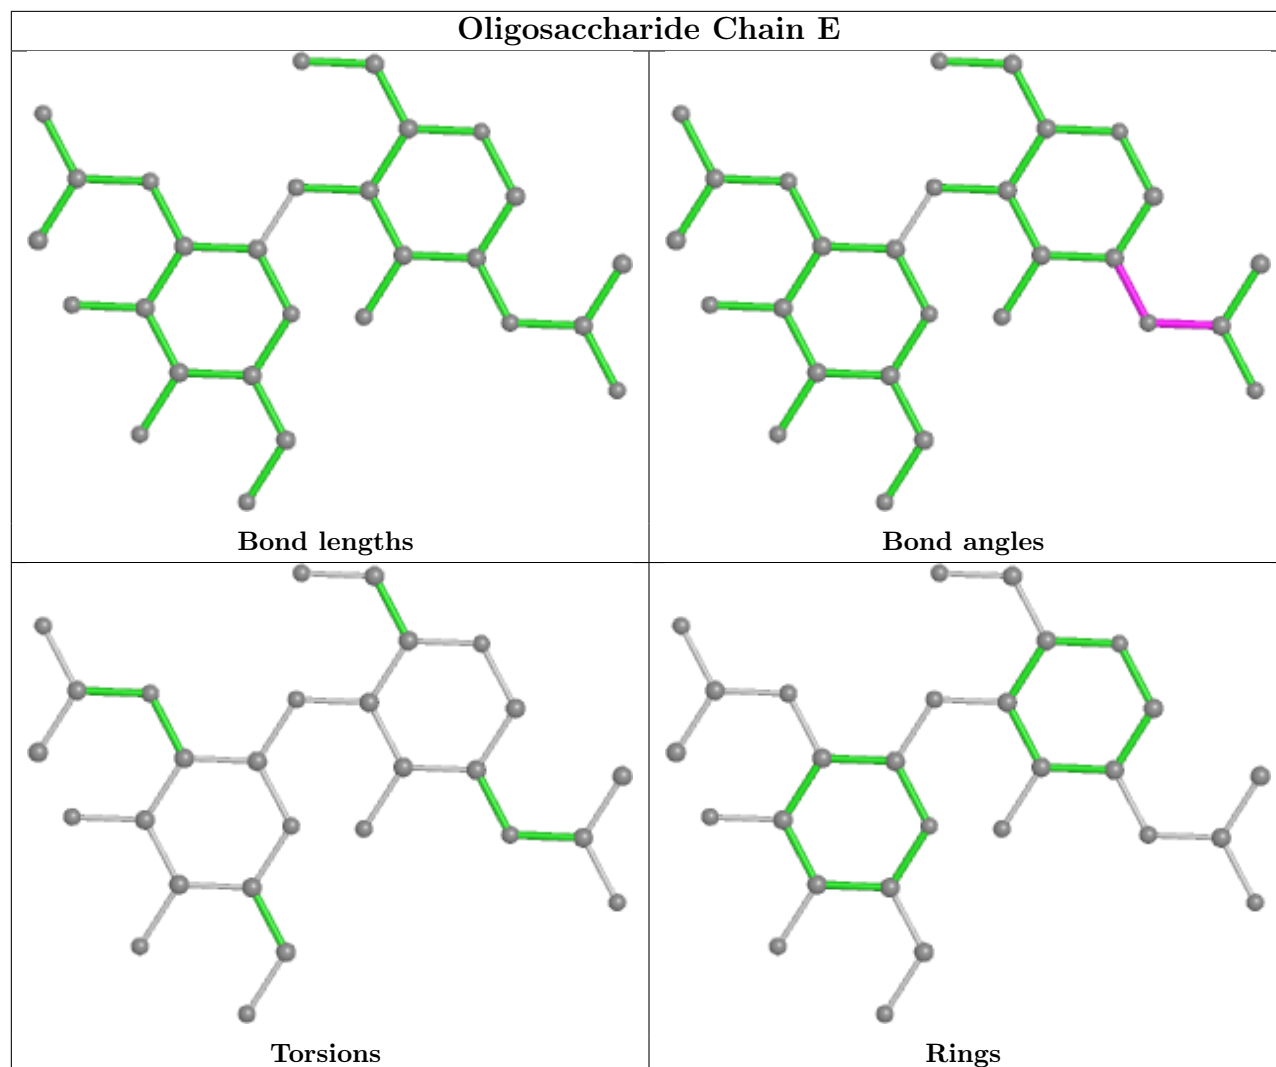 Oligosaccharide Chain E
Bond lengths
Bond angles
Torsions
Rings